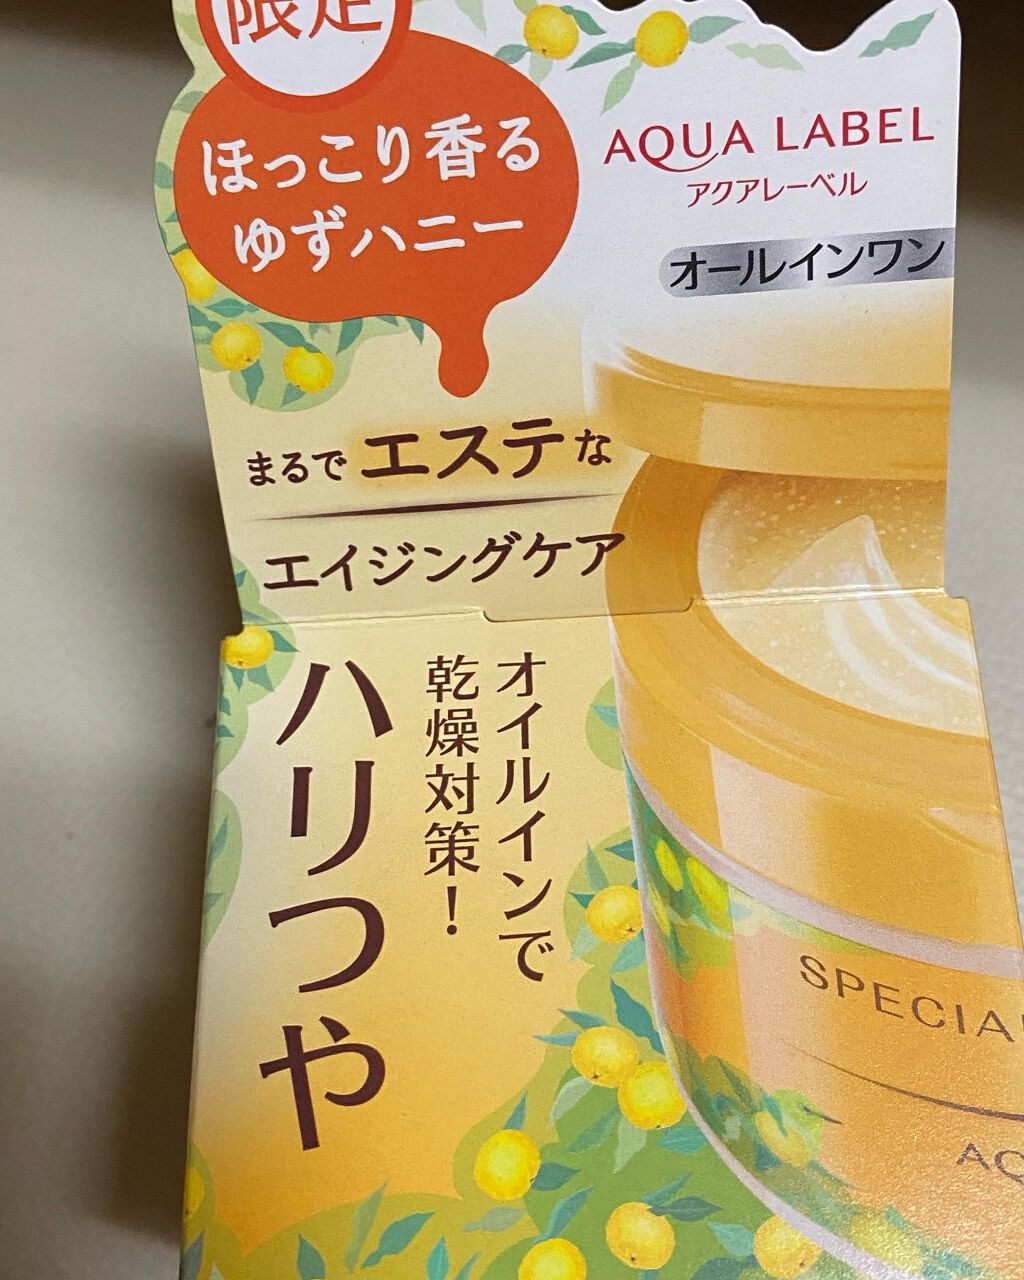 限定
ほっこり香る
ゆずハニー
AQUA LABEL
アクアレーベル
オールインワン
まるでエステな
エイジングケア
オイルインで
乾燥対策！
ハリつや